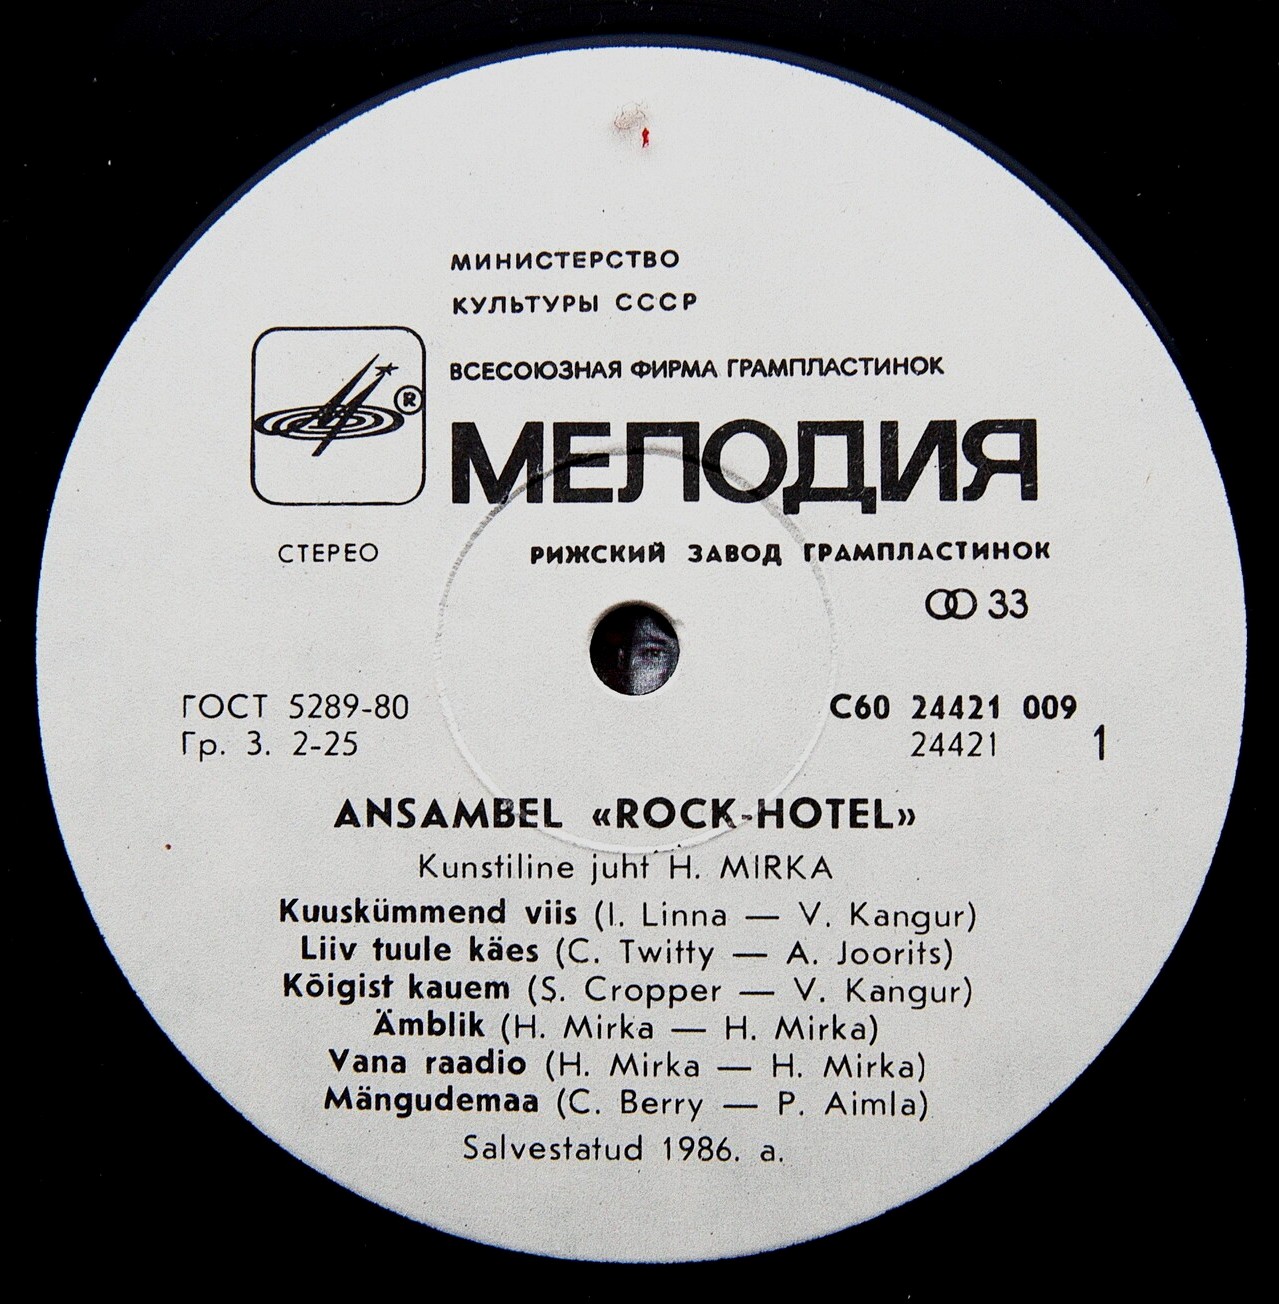 МИНИСТЕРСТВО
КУЛЬТУРЫ СССР
ВСЕСОЮЗНАЯ ФИРМА ГРАМПЛАСТИНОК
®
МЕЛОДИЯ
СТЕРЕО
РИЖСКИЙ ЗАВОД ГРАМПЛАСТИНОК
33
ГОСТ 5289-80
Гр. 3. 2-25
С60 24421 009
24421 1
ANSAMBEL «ROCK-HOTEL»
Kunstiline juht H. MIRKA
Kuuskümmend viis (I. Linna — V. Kangur)
Liiv tuule käes (C. Twitty — A. Joorits)
Kõigist kauem (S. Cropper — V. Kangur)
Ämblik (H. Mirka — H. Mirka)
Vana raadio (H. Mirka — H. Mirka)
Mängudemaa (C. Berry — P. Aimla)
Salvestatud 1986. a.